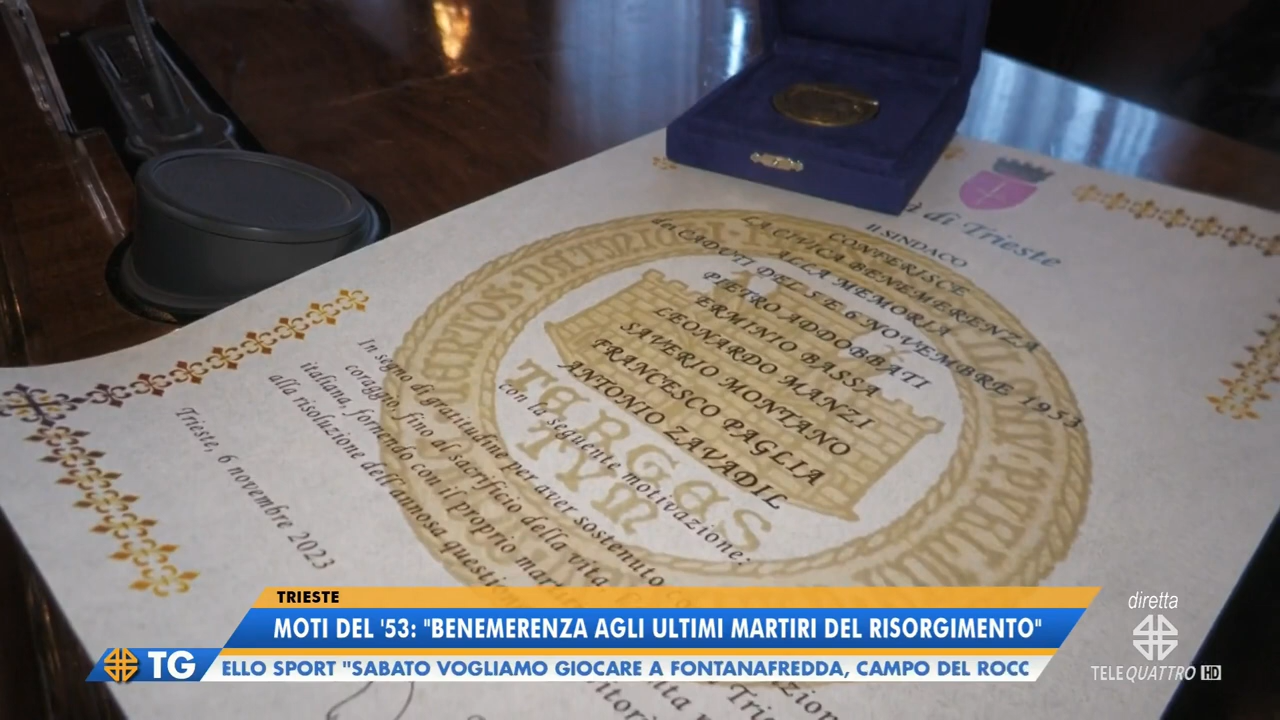 à di Trieste
IL SINDACO
CONFERISCE
LA CIVICA BENEMERENZA
ALLA MEMORIA
dei CADUTI DEL 5 E 6 NOVEMBRE 1953
PIETRO ADDOBBATI
ERMINIO BASSA
LEONARDO MANZI
SAVERIO MONTANO
FRANCESCO PAGLIA
ANTONIO ZAVADIL
con la seguente motivazione:
In segno di gratitudine per aver sostenuto
coraggio, fino al sacrificio della vita,
italiana, fornendo con il proprio
alla risoluzione dell'annosa
Trieste, 6 novembre 2023
TERGES
TYM
TRIESTE
MOTI DEL '53: "BENEMERENZA AGLI ULTIMI MARTIRI DEL RISORGIMENTO"
TG
ELLO SPORT "SABATO VOGLIAMO GIOCARE A FONTANAFREDDA, CAMPO DEL ROCC
diretta
TELEQUATTRO HD